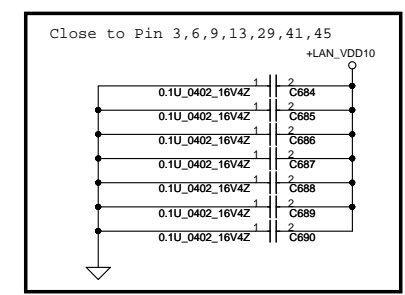 Close to Pin 3,6,9,13,29,41,45
+LAN_VDD10
1 2
0.1U_0402_16V4Z C684
1 2
0.1U_0402_16V4Z C685
1 2
0.1U_0402_16V4Z C686
1 2
0.1U_0402_16V4Z C687
1 2
0.1U_0402_16V4Z C688
1 2
0.1U_0402_16V4Z C689
1 2
0.1U_0402_16V4Z C690